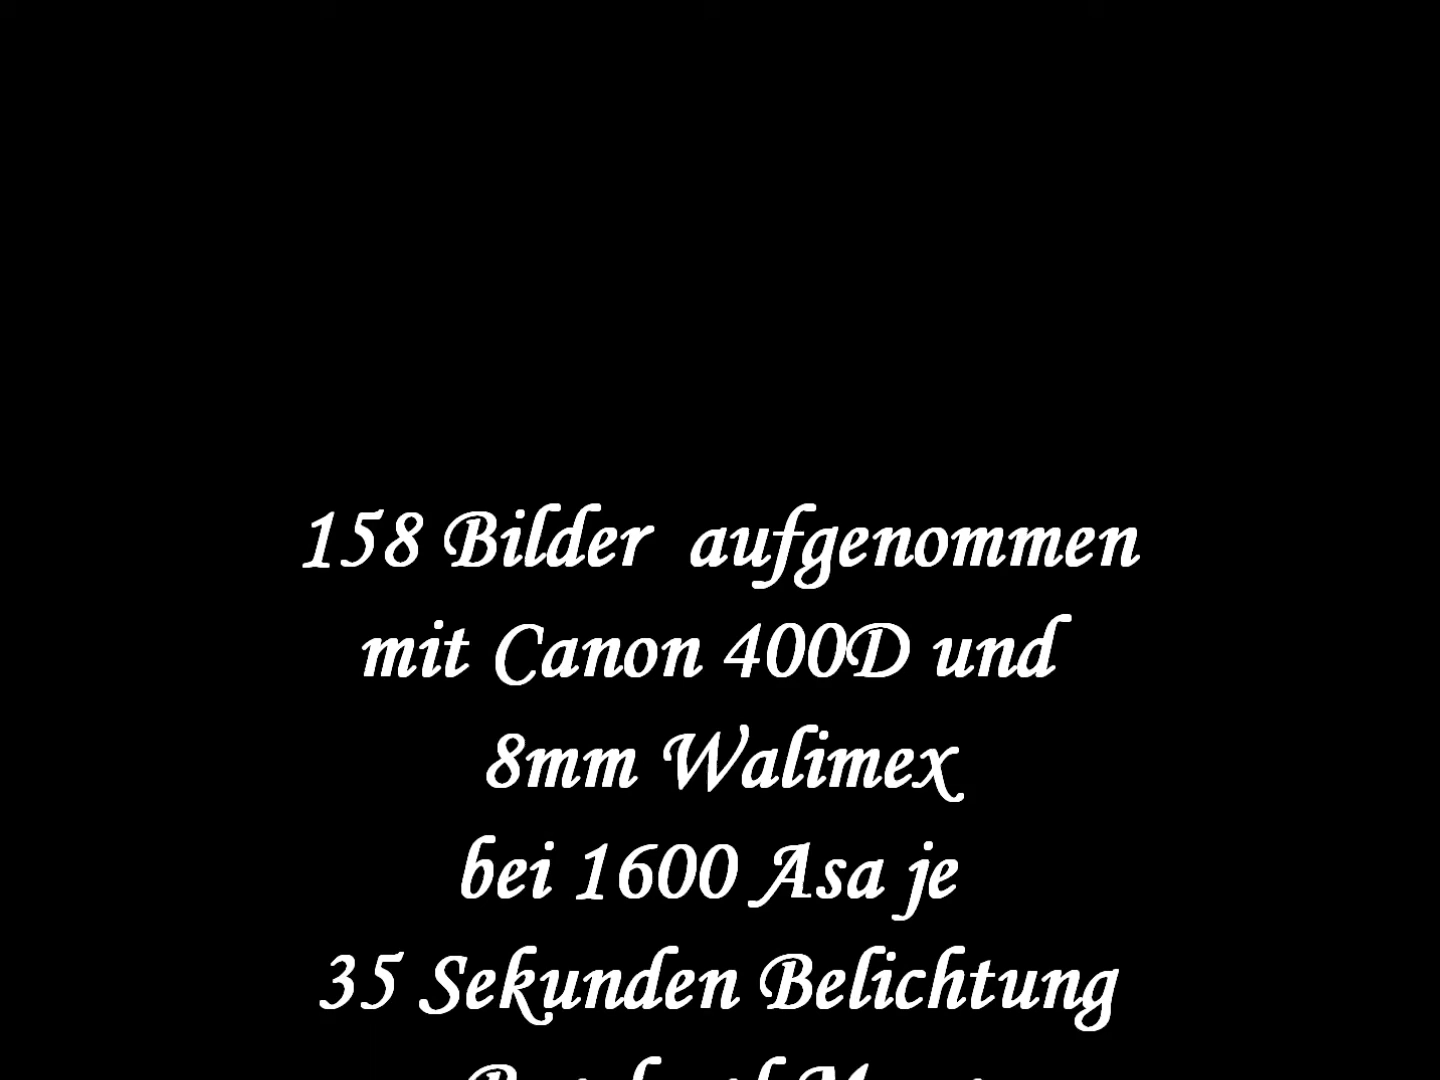 158 Bilder aufgenommen
mit Canon 400D und
8mm Walimex
bei 1600 Asa je
35 Sekunden Belichtung